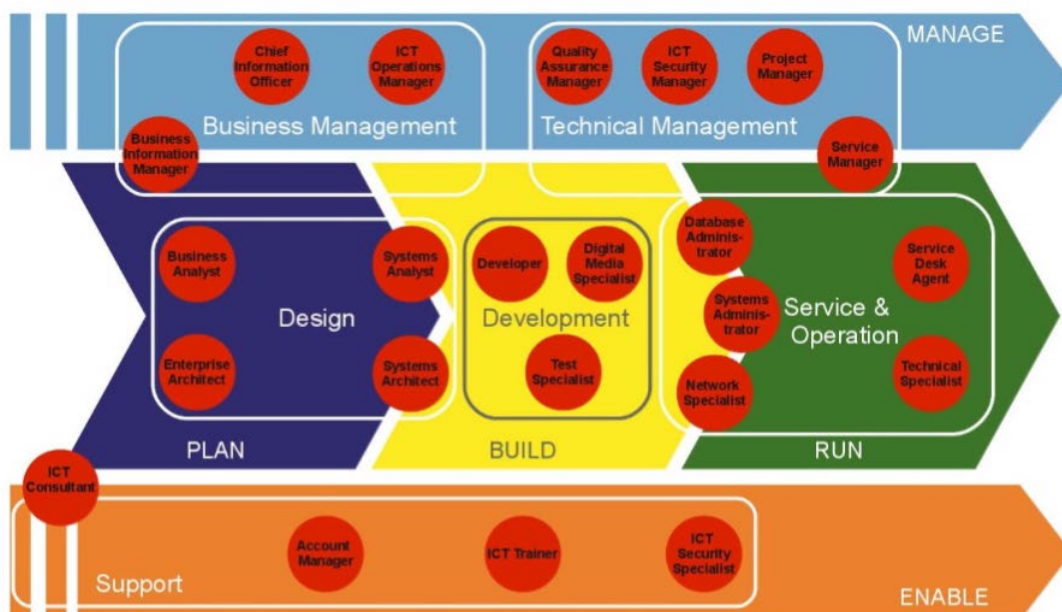 MANAGE
Chief
Information
Officer
ICT
Operations
Manager
Quality
Assurance
Manager
ICT
Security
Manager
Project
Manager
Business Management
Technical Management
Business
Information
Manager
Service
Manager
Business
Analyst
Systems
Analyst
Developer
Digital
Media
Specialist
Database
Adminis-
trator
Service
Desk
Agent
Design
Development
Systems
Adminis-
trator
Service &
Operation
Enterprise
Architect
Systems
Architect
Test
Specialist
Network
Specialist
Technical
Specialist
PLAN
BUILD
RUN
ICT
Consultant
Account
Manager
ICT Trainer
ICT
Security
Specialist
Support
ENABLE